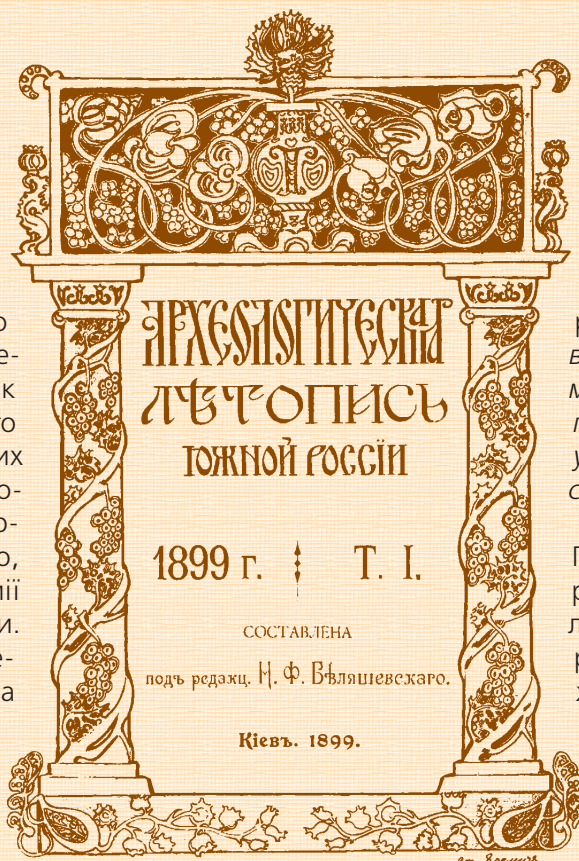 АРХЕОЛОГИЧЕСКАЯ
ЛѢТОПИСЬ
ЮЖНОЙ РОССІИ
1899 г. Т. I.
СОСТАВЛЕНА
подъ редакц. Н. Ф. Бѣляшевскаго.
Кіевъ. 1899.